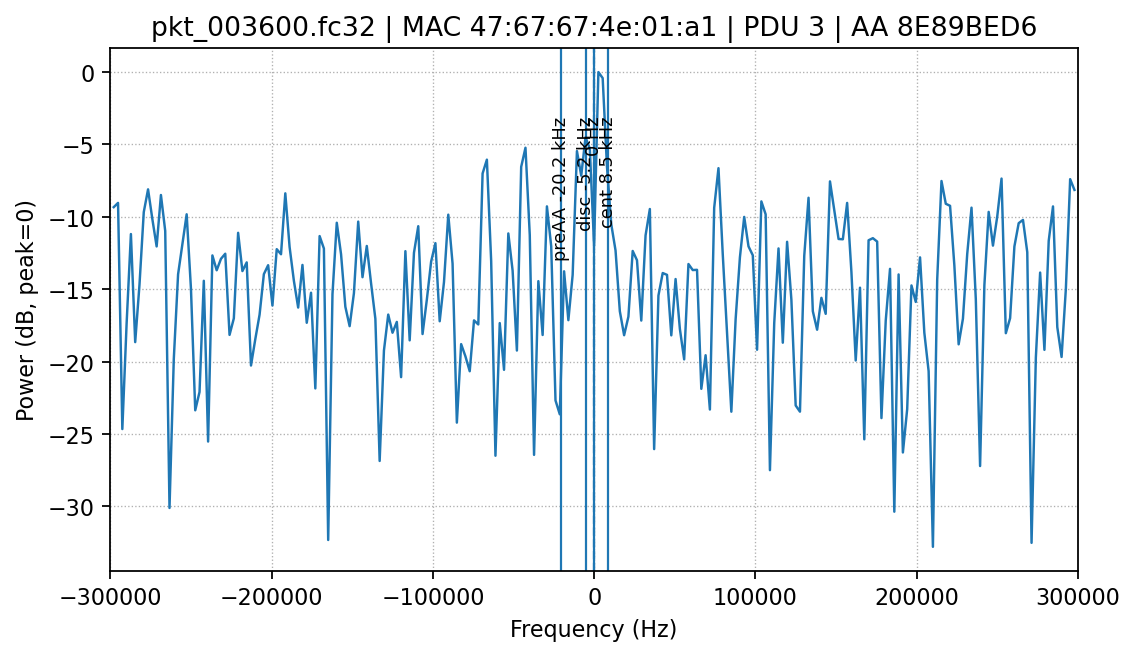 pkt_003600.fc32 | MAC 47:67:67:4e:01:a1 | PDU 3 | AA 8E89BED6
Power (dB, peak=0)
0
−5
−10
−15
−20
−25
−30
preAA -20.2 kHz
disc -5.2 kHz
cent 8.5 kHz
−300000
−200000
−100000
0
100000
200000
300000
Frequency (Hz)